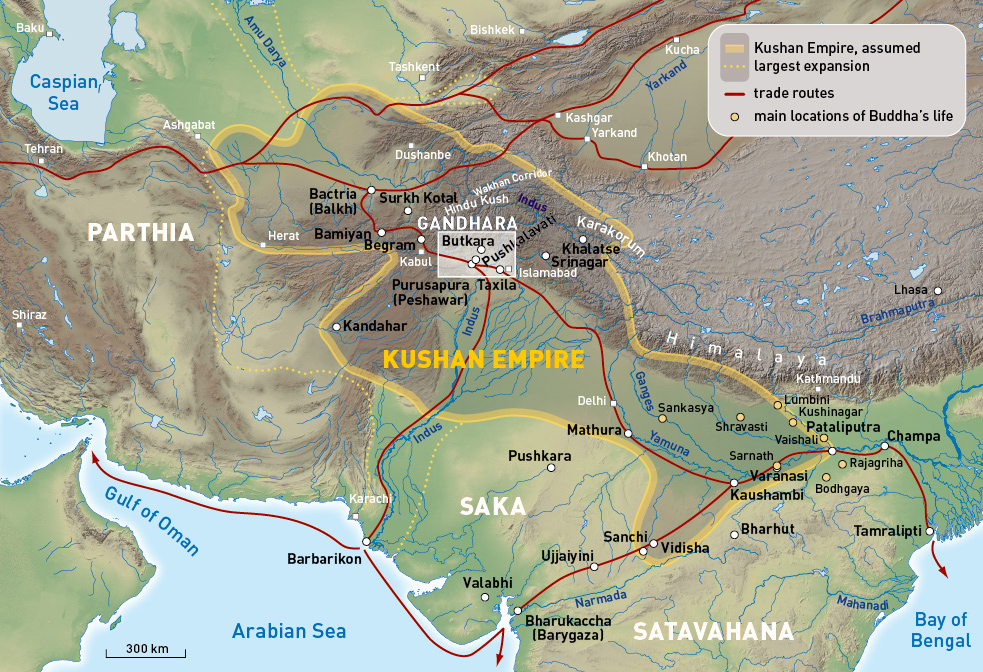 Baku
Caspian
Sea
Amu Darya
Bishkek
Tashkent
Kucha
Yarkand
Kushan Empire, assumed
largest expansion
trade routes
main locations of Buddha's life
Ashgabat
Tehran
Kashgar
Yarkand
Khotan
Dushanbe
Bactria
(Balkh)
Surkh Kotal
Wakhan Corridor
Hindu Kush
Indus
Karakorum
PARTHIA
GANDHARA
Herat
Bamiyan
Begram
Kabul
Butkara
Pushkalavati
Khalatse
Srinagar
Islamabad
Purusapura
(Peshawar)
Taxila
Lhasa
Brahmaputra
Shiraz
Kandahar
Indus
KUSHAN EMPIRE
Himalaya
Kathmandu
Delhi
Ganges
Sankasya
Lumbini
Kushinagar
Shravasti
Pataliputra
Vaishali
Champa
Mathura
Yamuna
Indus
Pushkara
Sarnath
Varanasi
Rajagriha
Kaushambi
Bodhgaya
Karachi
Gulf of Oman
SAKA
Bharhut
Tamralipti
Barbarikon
Sanchi
Vidisha
Ujjaiyini
Valabhi
Narmada
Mahanadi
Bharukaccha
(Barygaza)
Arabian Sea
SATAVAHANA
Bay of
Bengal
300 km